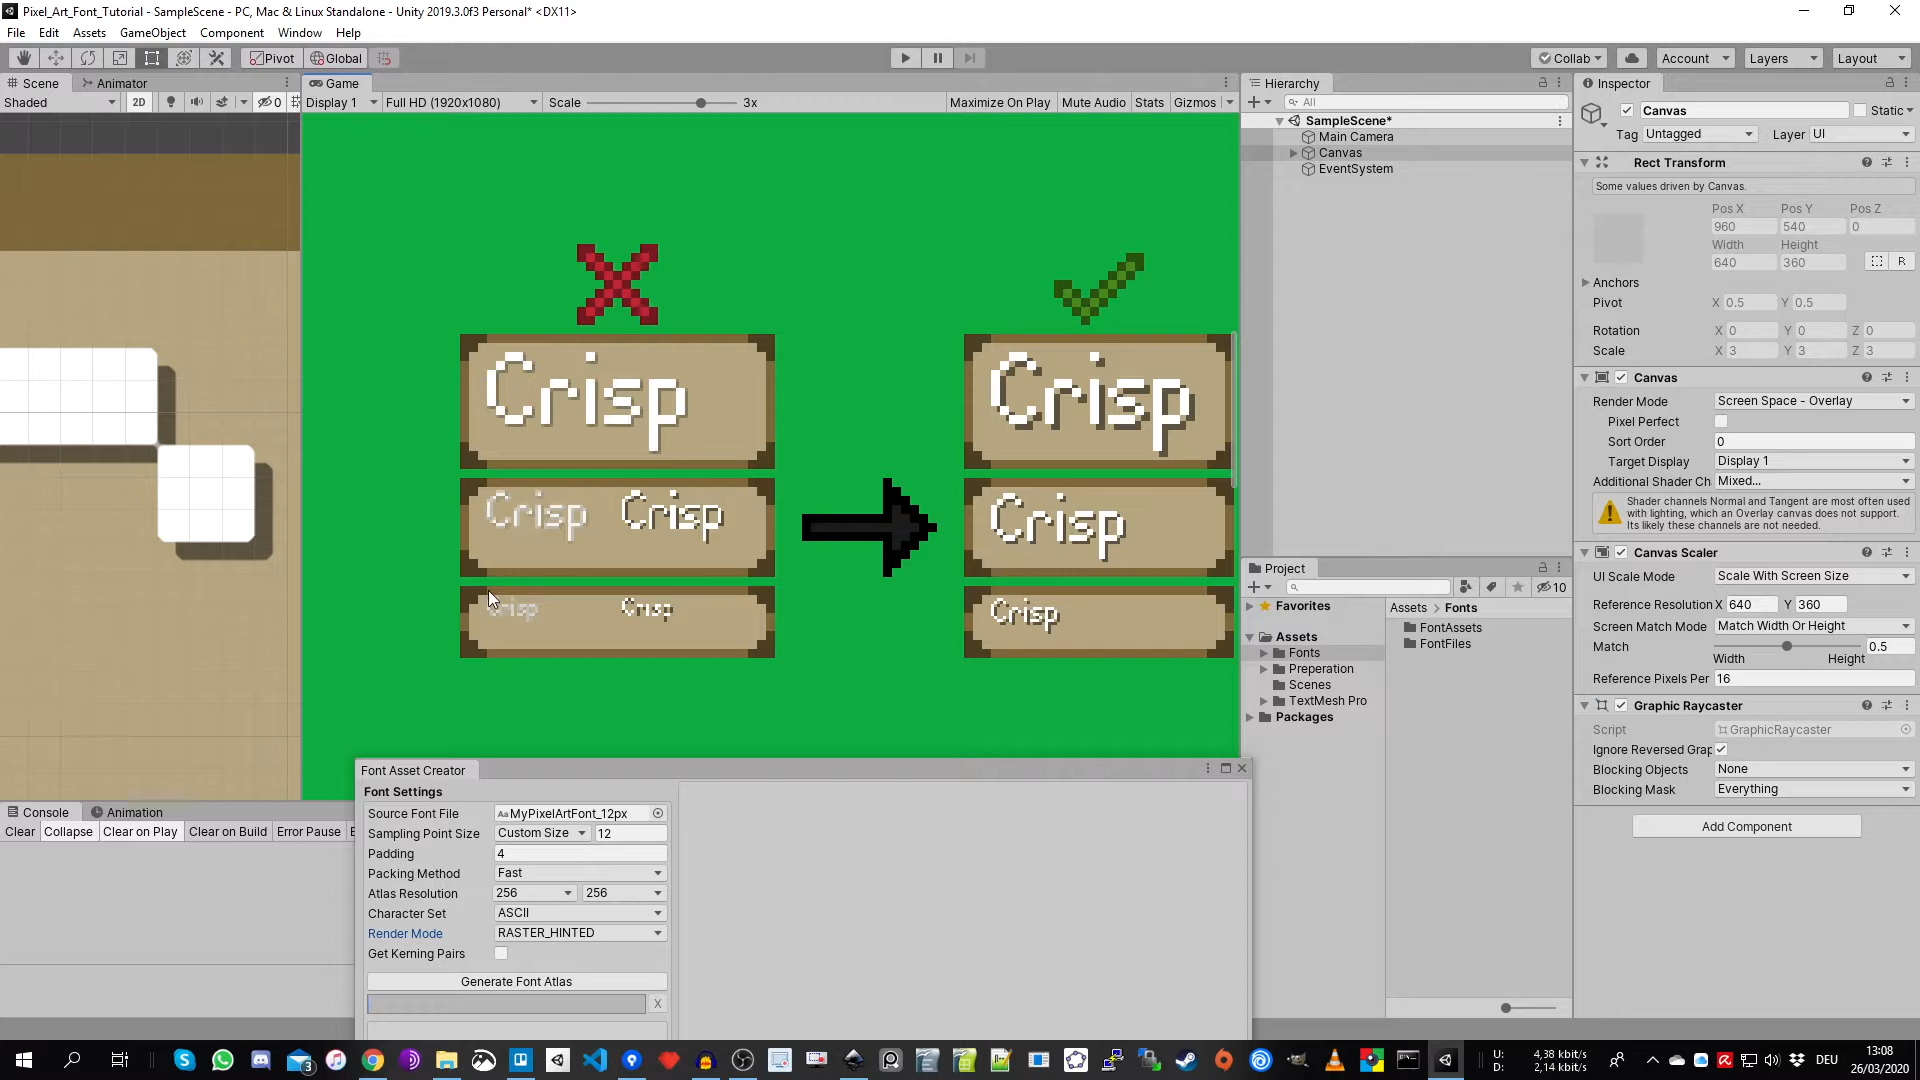 Pixel_Art_Font_Tutorial - SampleScene - PC, Mac & Linux Standalone - Unity 2019.3.0f3 Personal* <DX11>
File Edit Assets GameObject Component Window Help
Pivot Global Collab Account Layers Layout
Scene Animator
Shaded 2D 0
Game
Display 1 Full HD (1920x1080) Scale 3x Maximize On Play Mute Audio Stats Gizmos
Crisp
Crisp Crisp
Crisp Crisp
Crisp
Crisp
Crisp
Hierarchy
All
SampleScene*
Main Camera
Canvas
EventSystem
Project
10
Favorites
Assets
Fonts
Preperation
Scenes
TextMesh Pro
Packages
Assets > Fonts
FontAssets
FontFiles
Inspector
Canvas Static
Tag Untagged Layer UI
Rect Transform
Some values driven by Canvas.
Pos X Pos Y Pos Z
960 540 0
Width Height
640 360 R
Anchors
Pivot X 0.5 Y 0.5
Rotation X 0 Y 0 Z 0
Scale X 3 Y 3 Z 3
Canvas
Render Mode Screen Space - Overlay
Pixel Perfect
Sort Order 0
Target Display Display 1
Additional Shader Ch Mixed...
Shader channels Normal and Tangent are most often used
with lighting, which an Overlay canvas does not support.
Its likely these channels are not needed.
Canvas Scaler
UI Scale Mode Scale With Screen Size
Reference Resolution X 640 Y 360
Screen Match Mode Match Width Or Height
Match 0.5
Width Height
Reference Pixels Per 16
Graphic Raycaster
Script GraphicRaycaster
Ignore Reversed Grap
Blocking Objects None
Blocking Mask Everything
Add Component
Console Animation
Clear Collapse Clear on Play Clear on Build Error Pause E
Font Asset Creator
Font Settings
Source Font File Aa MyPixelArtFont_12px
Sampling Point Size Custom Size 12
Padding 4
Packing Method Fast
Atlas Resolution 256 256
Character Set ASCII
Render Mode RASTER_HINTED
Get Kerning Pairs
Generate Font Atlas
X
3
U: 4,38 kbit/s
D: 2,14 kbit/s
DEU
13:08
26/03/2020